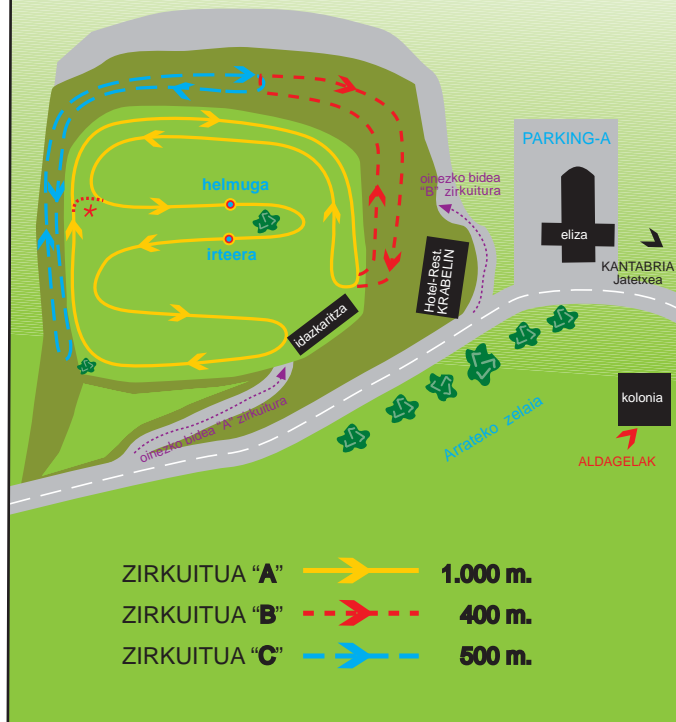 PARKING-A
oinezko bidea
"B" zirkuitura
helmuga
eliza
irteera
Hotel-Rest.
KRABELIN
KANTABRIA
Jatetxea
idazkaritza
kolonia
oinezko bidea "A" zirkuitura
Arrateko zelaia
ALDAGELAK
ZIRKUITUA “A” 1.000 m.
ZIRKUITUA “B” 400 m.
ZIRKUITUA “C” 500 m.